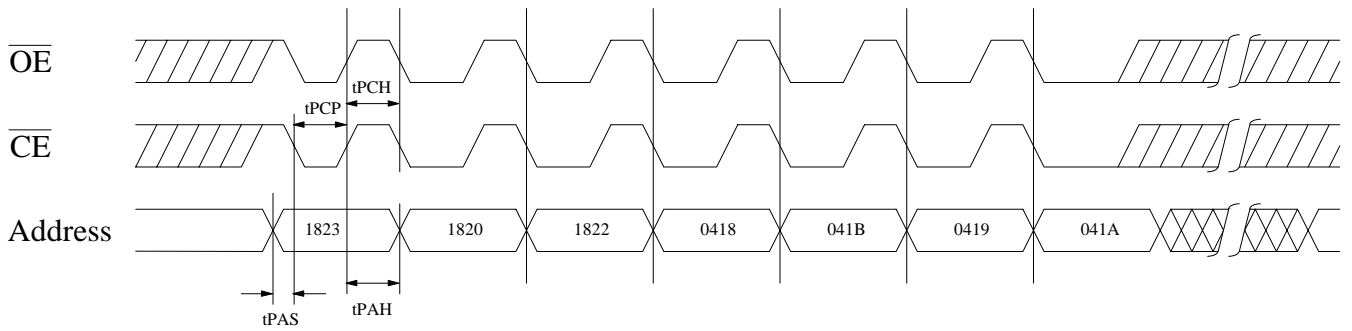 OE
tPCH
tPCP
CE
Address 1823 1820 1822 0418 041B 0419 041A
tPAS
tPAH